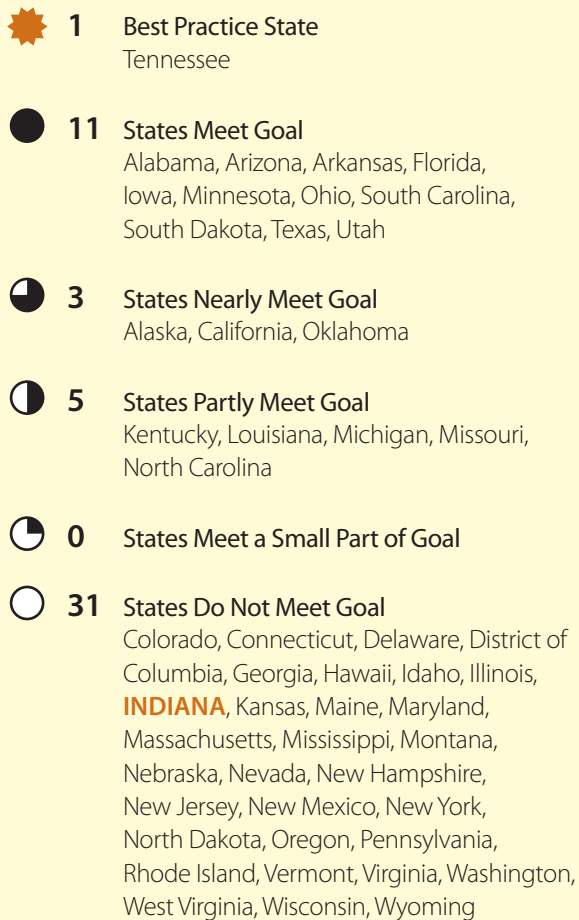 1 Best Practice State
Tennessee
11 States Meet Goal
Alabama, Arizona, Arkansas, Florida,
Iowa, Minnesota, Ohio, South Carolina,
South Dakota, Texas, Utah
3 States Nearly Meet Goal
Alaska, California, Oklahoma
5 States Partly Meet Goal
Kentucky, Louisiana, Michigan, Missouri,
North Carolina
0 States Meet a Small Part of Goal
31 States Do Not Meet Goal
Colorado, Connecticut, Delaware, District of
Columbia, Georgia, Hawaii, Idaho, Illinois,
INDIANA, Kansas, Maine, Maryland,
Massachusetts, Mississippi, Montana,
Nebraska, Nevada, New Hampshire,
New Jersey, New Mexico, New York,
North Dakota, Oregon, Pennsylvania,
Rhode Island, Vermont, Virginia, Washington,
West Virginia, Wisconsin, Wyoming